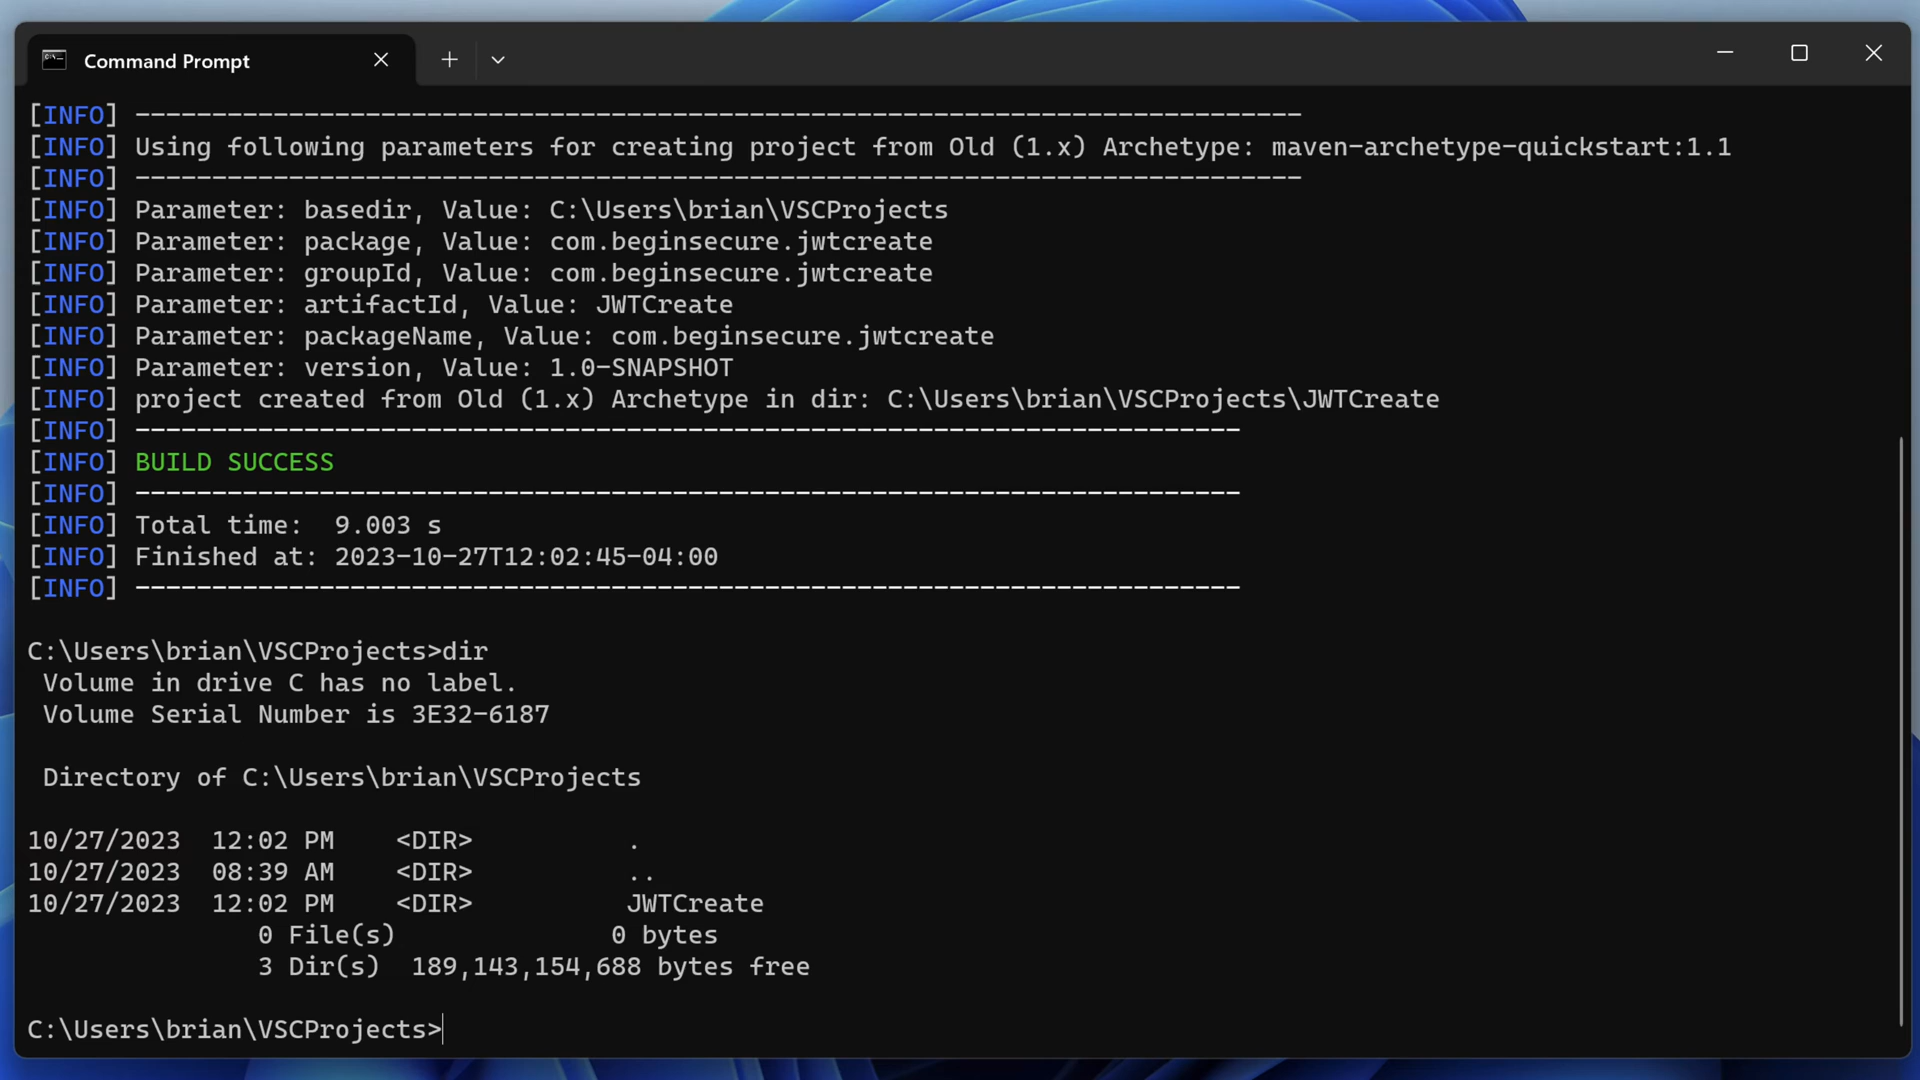 Command Prompt
[INFO] ----------------------------------------------------------------------------
[INFO] Using following parameters for creating project from Old (1.x) Archetype: maven-archetype-quickstart:1.1
[INFO] ----------------------------------------------------------------------------
[INFO] Parameter: basedir, Value: C:\Users\brian\VSCProjects
[INFO] Parameter: package, Value: com.beginsecure.jwtcreate
[INFO] Parameter: groupId, Value: com.beginsecure.jwtcreate
[INFO] Parameter: artifactId, Value: JWTCreate
[INFO] Parameter: packageName, Value: com.beginsecure.jwtcreate
[INFO] Parameter: version, Value: 1.0-SNAPSHOT
[INFO] project created from Old (1.x) Archetype in dir: C:\Users\brian\VSCProjects\JWTCreate
[INFO] ------------------------------------------------------------------------
[INFO] BUILD SUCCESS
[INFO] ------------------------------------------------------------------------
[INFO] Total time:  9.003 s
[INFO] Finished at: 2023-10-27T12:02:45-04:00
[INFO] ------------------------------------------------------------------------
C:\Users\brian\VSCProjects>dir
 Volume in drive C has no label.
 Volume Serial Number is 3E32-6187
 Directory of C:\Users\brian\VSCProjects
10/27/2023  12:02 PM    <DIR>          .
10/27/2023  08:39 AM    <DIR>          ..
10/27/2023  12:02 PM    <DIR>          JWTCreate
               0 File(s)              0 bytes
               3 Dir(s)  189,143,154,688 bytes free
C:\Users\brian\VSCProjects>